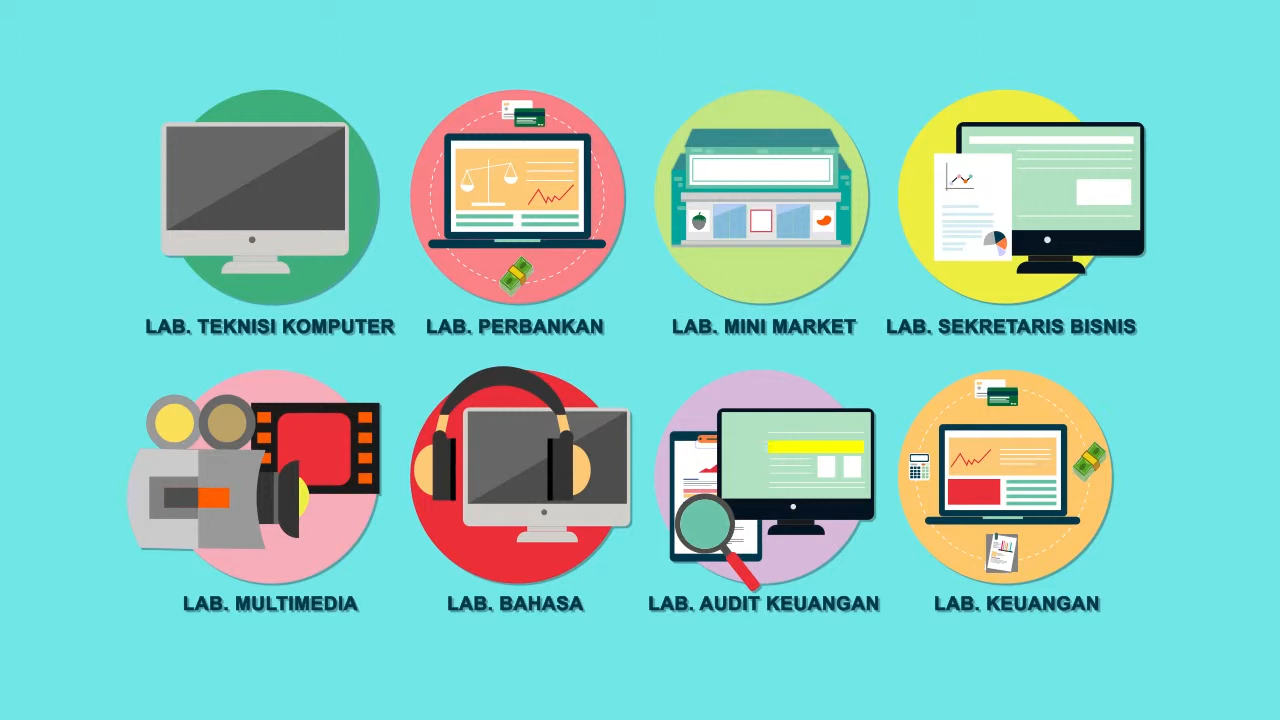 LAB. TEKNISI KOMPUTER
LAB. PERBANKAN
LAB. MINI MARKET
LAB. SEKRETARIS BISNIS
LAB. MULTIMEDIA
LAB. BAHASA
LAB. AUDIT KEUANGAN
LAB. KEUANGAN